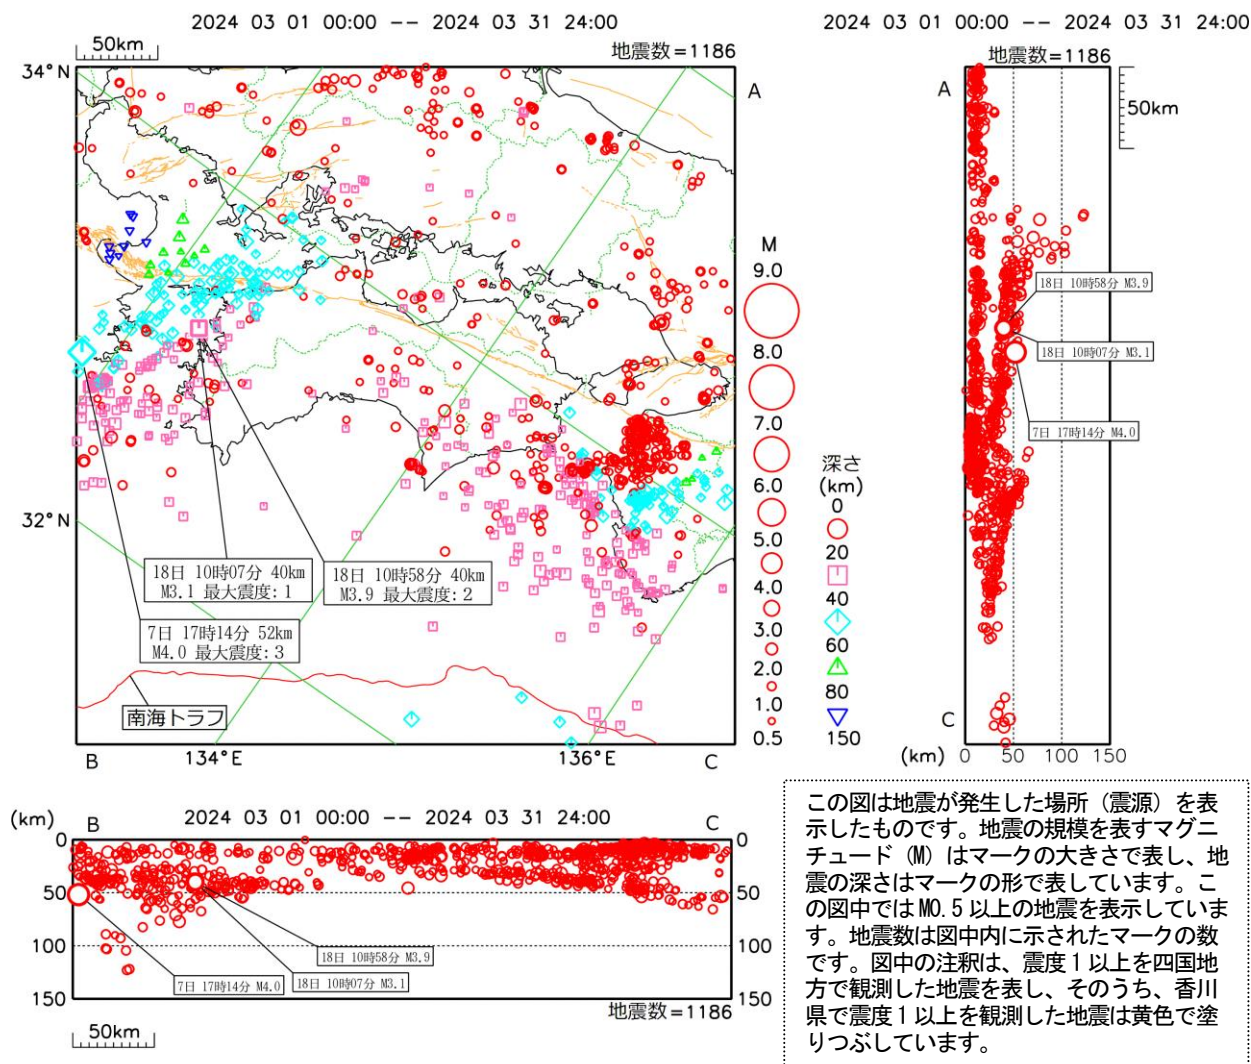 2024 03 01 00:00 -- 2024 03 31 24:00
50km
地震数=1186
34°N
32°N
A
B
C
134°E
136°E
18日 10時07分 40km
M3.1 最大震度:1
18日 10時58分 40km
M3.9 最大震度:2
7日 17時14分 52km
M4.0 最大震度:3
南海トラフ
M
9.0
8.0
7.0
6.0
5.0
4.0
3.0
2.0
1.0
0.5
深さ
(km)
0
20
40
60
80
150
2024 03 01 00:00 -- 2024 03 31 24:00
地震数=1186
A
50km
18日 10時58分 M3.9
18日 10時07分 M3.1
7日 17時14分 M4.0
C
(km)
0 50 100 150
(km)
B
2024 03 01 00:00 -- 2024 03 31 24:00
C
0
50
100
150
0
50
100
150
18日 10時58分 M3.9
7日 17時14分 M4.0
18日 10時07分 M3.1
地震数=1186
50km
この図は地震が発生した場所（震源）を表
示したものです。地震の規模を表すマグニ
チュード（M）はマークの大きさで表し、地
震の深さはマークの形で表しています。こ
の図中では M0.5 以上の地震を表示していま
す。地震数は図中内に示されたマークの数
です。図中の注釈は、震度１以上を四国地
方で観測した地震を表し、そのうち、香川
県で震度１以上を観測した地震は黄色で塗
りつぶしています。